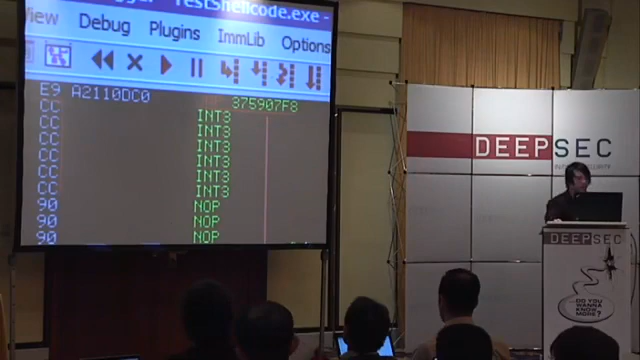 TestShellcode.exe -
View Debug Plugins ImmLib Options
E9 A2110DC0 375907F8
CC INT3
CC INT3
CC INT3
CC INT3
CC INT3
CC INT3
90 NOP
90 NOP
90 NOP
DEEPSEC
DEEPSEC
DO YOU
WANNA
KNOW
MORE?